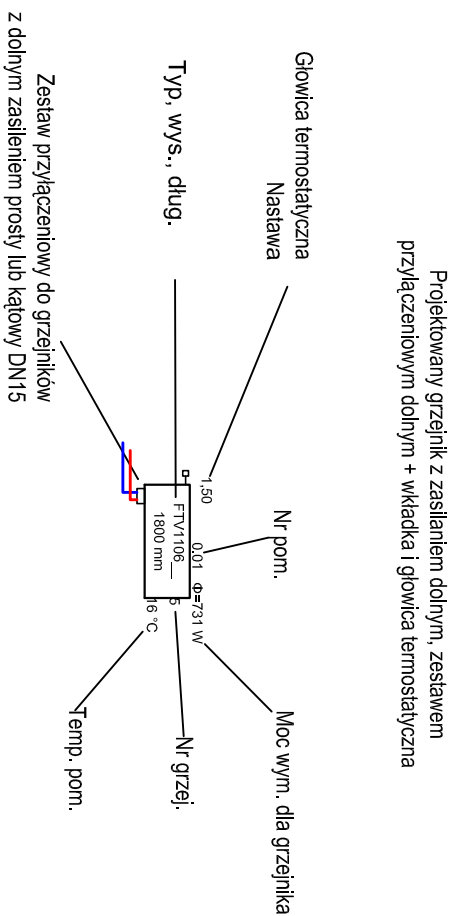 Projektowany grzejnik z zasilaniem dolnym, zestawem
przyłączeniowym dolnym + wkładka i głowica termostatyczna
Głowica termostatyczna
Nastawa
Nr pom.
Moc wym. dla grzejnika
Typ, wys., dług.
1,50
0.01 Φ=731 W
FTV1106__ 5
1800 mm
16 °C
Nr grzej.
Temp. pom.
Zestaw przyłączeniowy do grzejników
z dolnym zasileniem prosty lub kątowy DN15